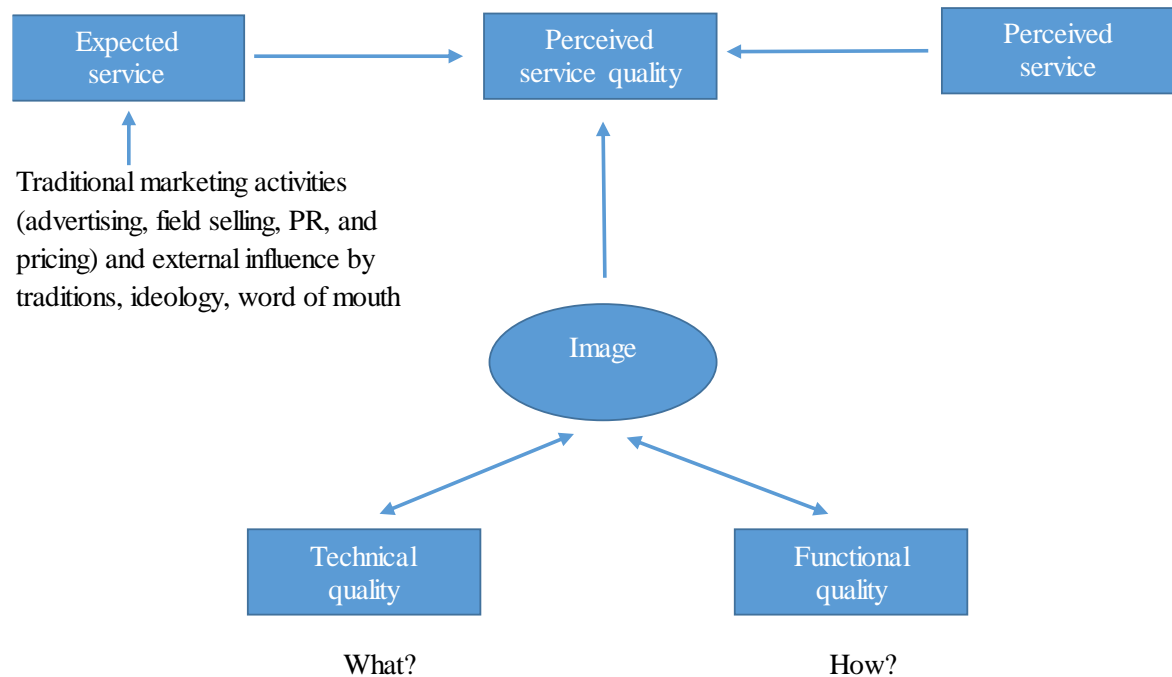 Expected
service
Perceived
service quality
Perceived
service
Traditional marketing activities
(advertising, field selling, PR, and
pricing) and external influence by
traditions, ideology, word of mouth
Image
Technical
quality
Functional
quality
What?
How?